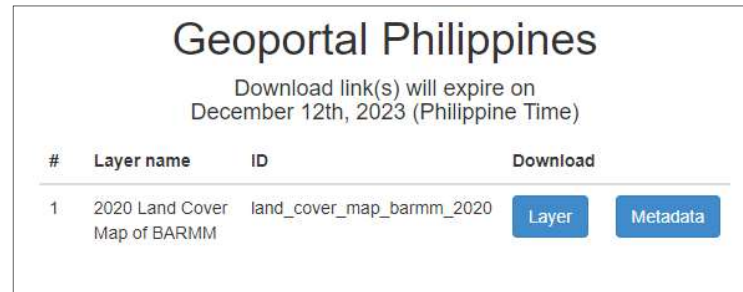 Geoportal Philippines
Download link(s) will expire on
December 12th, 2023 (Philippine Time)
# Layer name ID Download
1 2020 Land Cover land_cover_map_barmm_2020 Layer Metadata
Map of BARMM